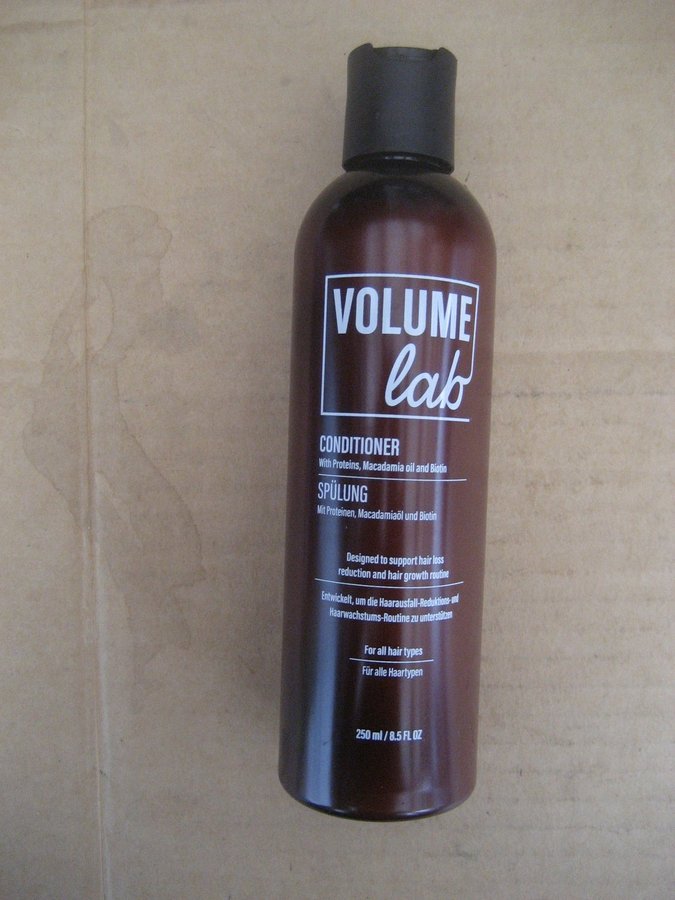 VOLUME
lab
CONDITIONER
With Proteins, Macadamia oil and Biotin
SPÜLUNG
Mit Proteinen, Macadamiaöl und Biotin
Designed to support hair loss
reduction and hair growth routine
Entwickelt, um die Haarausfall-Reduktions- und
Haarwachstums-Routine zu unterstützen
For all hair types
Für alle Haartypen
250 ml / 8.5 FL OZ